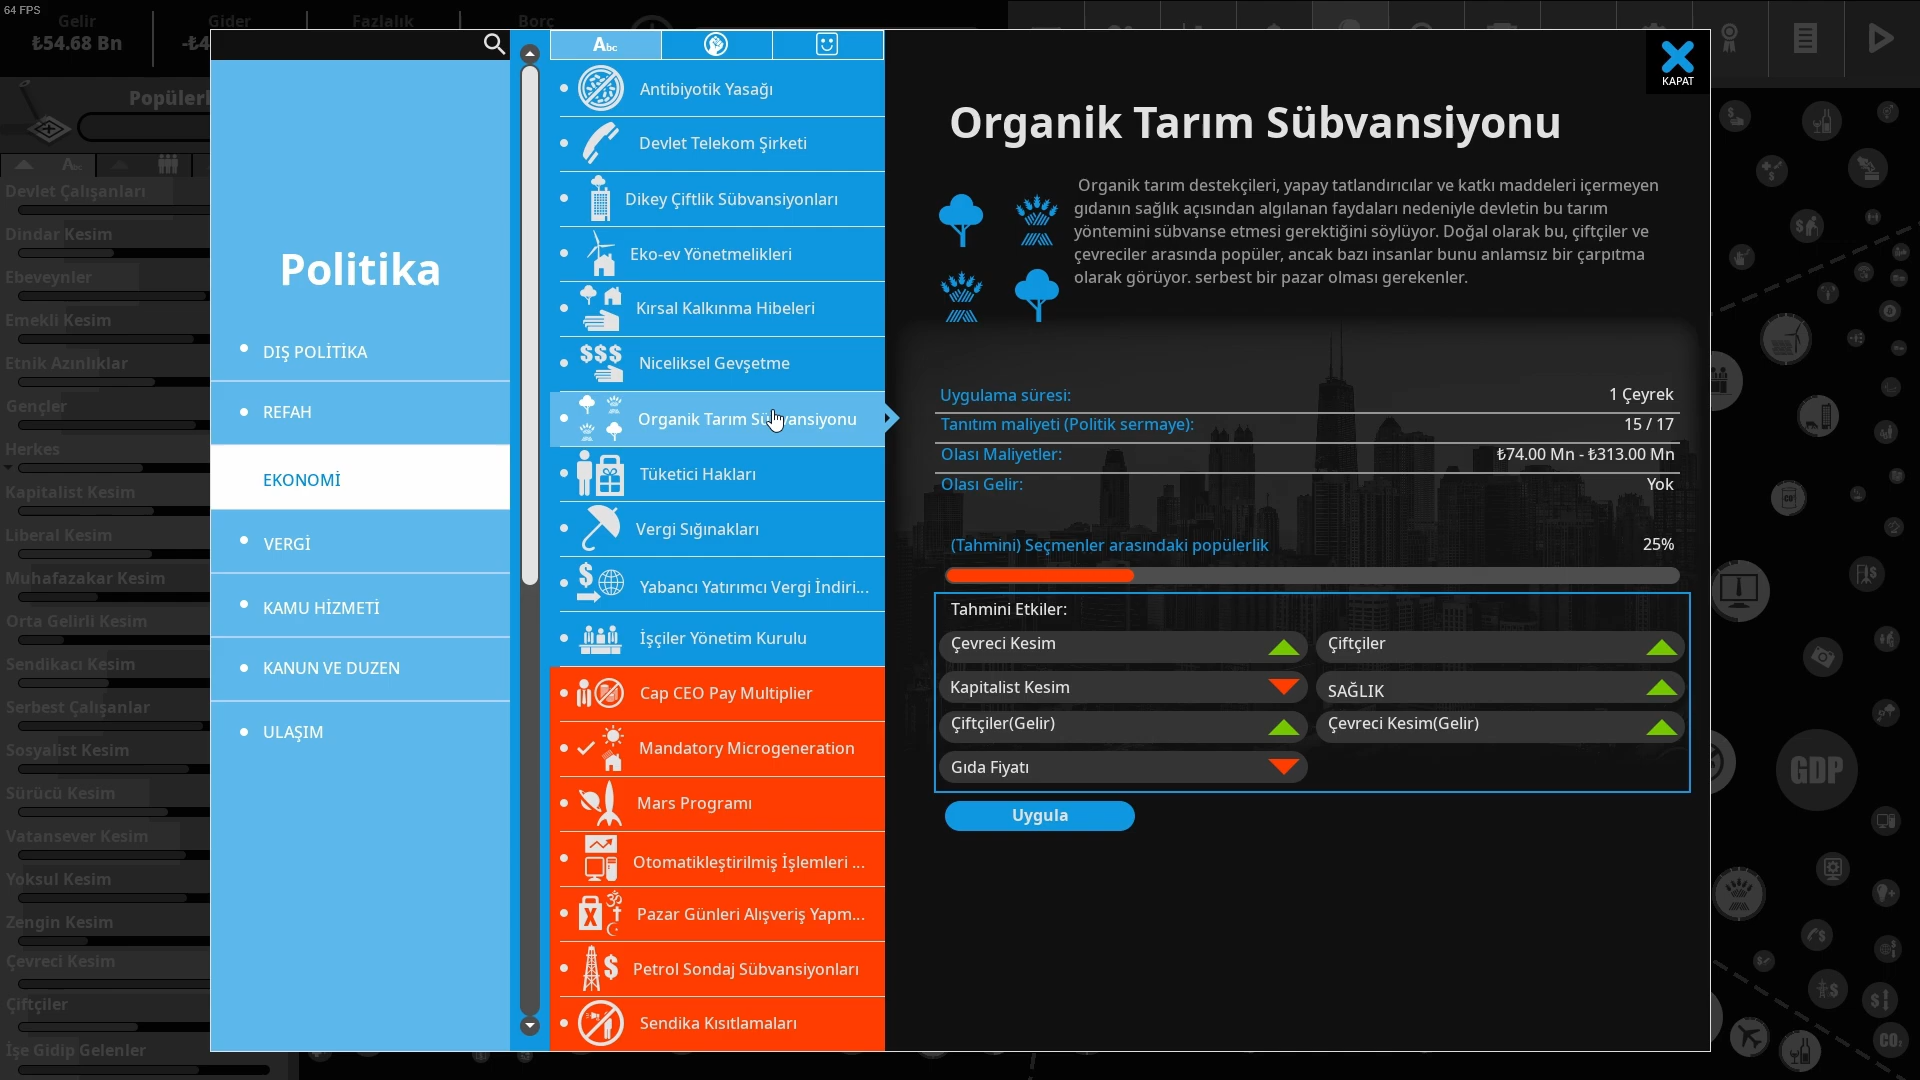 64 FPS
Gelir
Gider
Fazlalık
Borç
₺54.68 Bn
-₺4
Popülerl
Abc
Devlet Çalışanları
Dindar Kesim
Ebeveynler
Emekli Kesim
Etnik Azınlıklar
Gençler
Herkes
Kapitalist Kesim
Liberal Kesim
Muhafazakar Kesim
Orta Gelirli Kesim
Sendikacı Kesim
Serbest Çalışanlar
Sosyalist Kesim
Sürücü Kesim
Vatansever Kesim
Yoksul Kesim
Zengin Kesim
Çevreci Kesim
Çiftçiler
İşe Gidip Gelenler
Politika
DIŞ POLİTİKA
REFAH
EKONOMİ
VERGİ
KAMU HİZMETİ
KANUN VE DUZEN
ULAŞIM
Abc
Antibiyotik Yasağı
Devlet Telekom Şirketi
Dikey Çiftlik Sübvansiyonları
Eko-ev Yönetmelikleri
Kırsal Kalkınma Hibeleri
Niceliksel Gevşetme
Organik Tarım Sübvansiyonu
Tüketici Hakları
Vergi Sığınakları
Yabancı Yatırımcı Vergi İndiri...
İşçiler Yönetim Kurulu
Cap CEO Pay Multiplier
Mandatory Microgeneration
Mars Programı
Otomatikleştirilmiş İşlemleri ...
Pazar Günleri Alışveriş Yapm...
Petrol Sondaj Sübvansiyonları
Sendika Kısıtlamaları
KAPAT
Organik Tarım Sübvansiyonu
Organik tarım destekçileri, yapay tatlandırıcılar ve katkı maddeleri içermeyen
gıdanın sağlık açısından algılanan faydaları nedeniyle devletin bu tarım
yöntemini sübvanse etmesi gerektiğini söylüyor. Doğal olarak bu, çiftçiler ve
çevreciler arasında popüler, ancak bazı insanlar bunu anlamsız bir çarpıtma
olarak görüyor. serbest bir pazar olması gerekenler.
Uygulama süresi: 1 Çeyrek
Tanıtım maliyeti (Politik sermaye): 15 / 17
Olası Maliyetler: ₺74.00 Mn - ₺313.00 Mn
Olası Gelir: Yok
(Tahmini) Seçmenler arasındaki popülerlik 25%
Tahmini Etkiler:
Çevreci Kesim
Çiftçiler
Kapitalist Kesim
SAĞLIK
Çiftçiler(Gelir)
Çevreci Kesim(Gelir)
Gıda Fiyatı
Uygula
GDP
CO₂